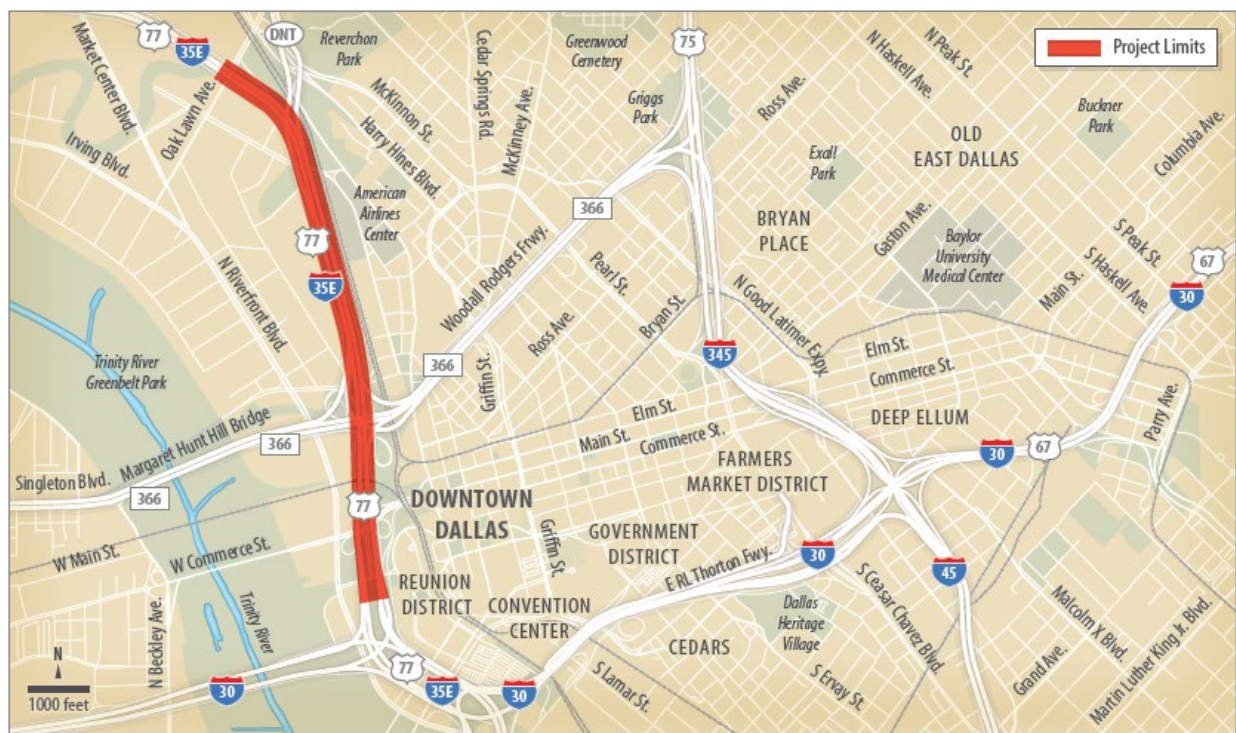 77
35E
DNT
Reverchon
Park
Cedar Springs Rd.
Greenwood
Cemetery
75
N Haskell Ave.
N Peak St.
Project Limits
Market Center Blvd.
Oak Lawn Ave.
McKinnon St.
McKinney Ave.
Griggs
Park
Ross Ave.
Buckner
Park
Irving Blvd.
Harry Hines Blvd.
Exall
Park
OLD
EAST DALLAS
Columbia Ave.
American
Airlines
Center
366
BRYAN
PLACE
Gaston Ave.
Baylor
University
Medical Center
S Peak St.
77
35E
N Riverfront Blvd.
Woodall Rodgers Frwy.
Pearl St.
Bryan St.
N Good Latimer Expy.
Main St.
S Haskell Ave.
67
30
Trinity River
Greenbelt Park
366
Griffin St.
Ross Ave.
345
Elm St.
Commerce St.
Parry Ave.
Margaret Hunt Hill Bridge
366
Elm St.
Main St.
Commerce St.
DEEP ELLUM
30
67
Singleton Blvd.
366
77
DOWNTOWN
DALLAS
FARMERS
MARKET DISTRICT
W Main St.
W Commerce St.
Griffin St.
GOVERNMENT
DISTRICT
E RL Thorton Fwy.
30
45
REUNION
DISTRICT
CONVENTION
CENTER
Dallas
Heritage
Village
S Ceasar Chavez Blvd.
Malcolm X Blvd.
N Beckley Ave.
Trinity River
CEDARS
Grand Ave.
Martin Luther King Jr. Blvd.
N
1000 feet
30
77
35E
30
S Lamar St.
S Ervay St.